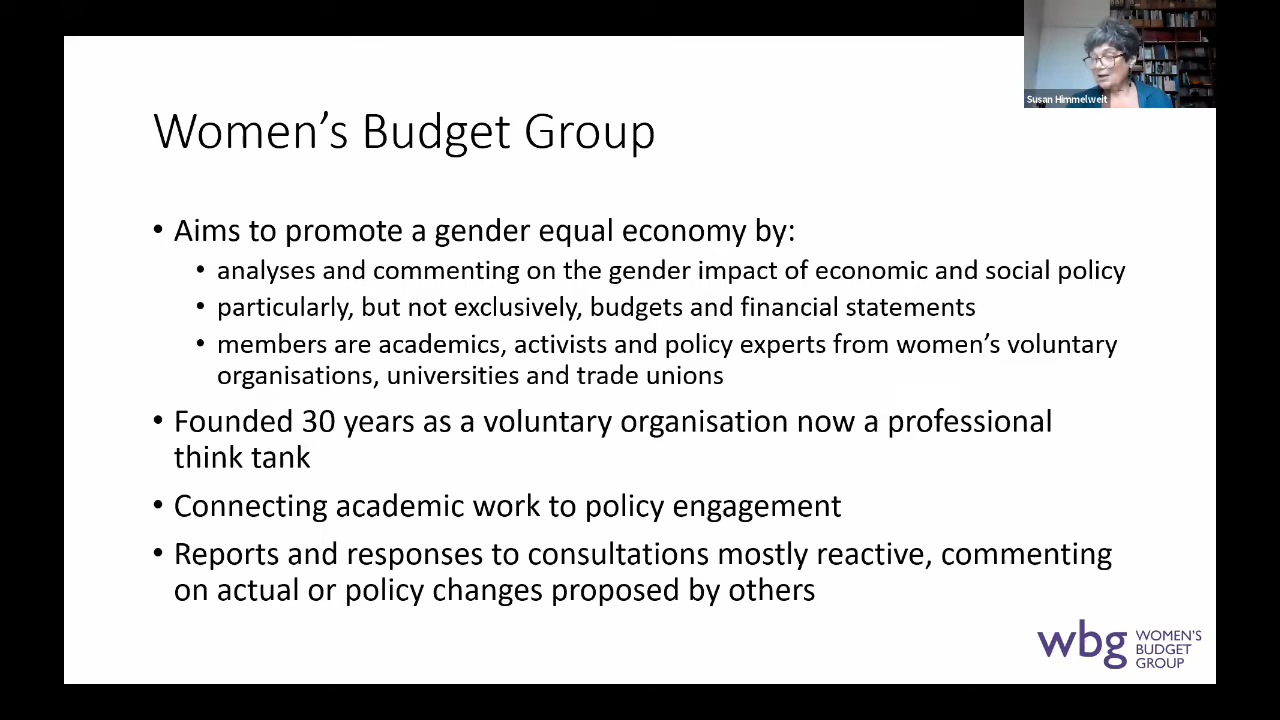 Susan Himmelweit
Women's Budget Group
• Aims to promote a gender equal economy by:
• analyses and commenting on the gender impact of economic and social policy
• particularly, but not exclusively, budgets and financial statements
• members are academics, activists and policy experts from women's voluntary
organisations, universities and trade unions
• Founded 30 years as a voluntary organisation now a professional
think tank
• Connecting academic work to policy engagement
• Reports and responses to consultations mostly reactive, commenting
on actual or policy changes proposed by others
wbg
WOMEN'S
BUDGET
GROUP